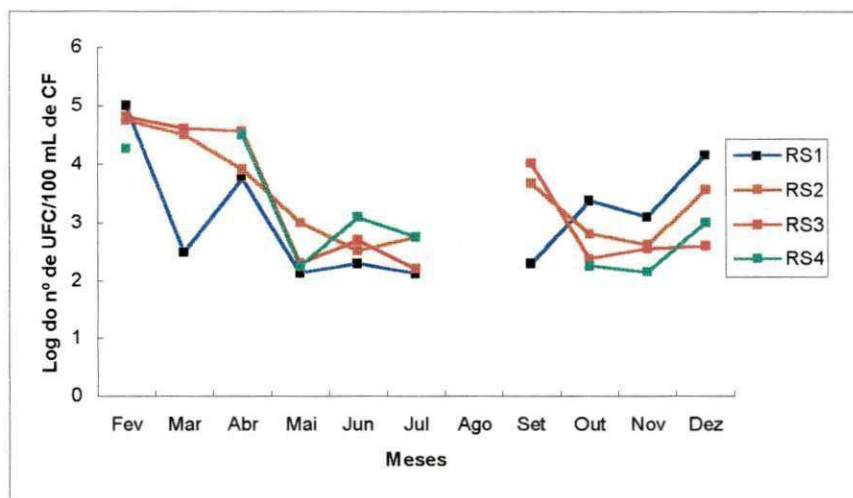 Log do nº de UFC/100 mL de CF
6
5
4
3
2
1
0
Fev Mar Abr Mai Jun Jul Ago Set Out Nov Dez
Meses
RS1
RS2
RS3
RS4